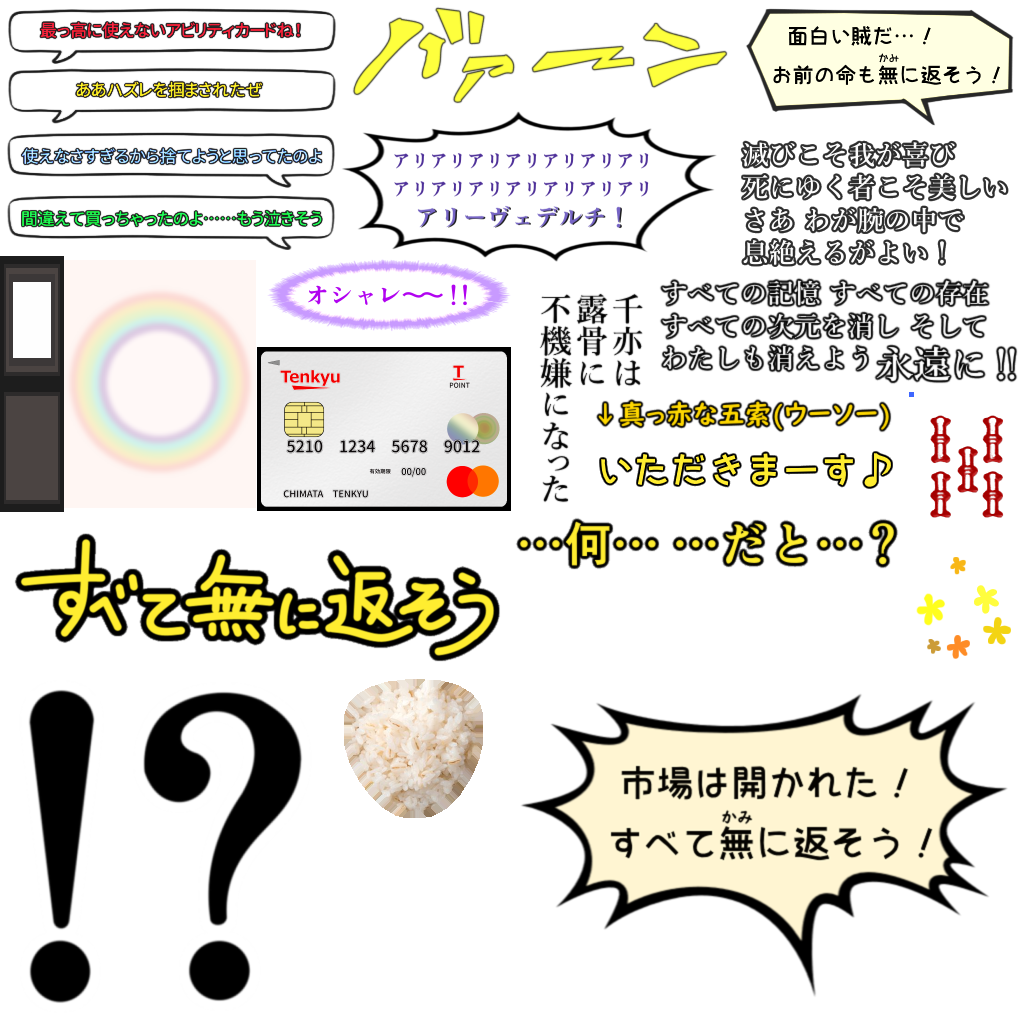 最っ高に使えないアビリティカードね！
ああハズレを掴まされたぜ
使えなさすぎるから捨てようと思ってたのよ
間違えて買っちゃったのよ……もう泣きそう
バァーン
面白い賊だ…！
かみ
お前の命も無に返そう！
アリアリアリアリアリアリアリ
アリアリアリアリアリアリアリ
アリーヴェデルチ！
滅びこそ我が喜び
死にゆく者こそ美しい
さあ わが腕の中で
息絶えるがよい！
オシャレ〜〜!!
Tenkyu
T
POINT
5210 1234 5678 9012
有効期限 00/00
CHIMATA TENKYU
千亦は
露骨に
不機嫌になった
すべての記憶 すべての存在
すべての次元を消し そして
わたしも消えよう 永遠に!!
↓真っ赤な五索(ウーソー)
いただきまーす♪
…何… …だと…？
すべて無に返そう
!?
市場は開かれた！
かみ
すべて無に返そう！